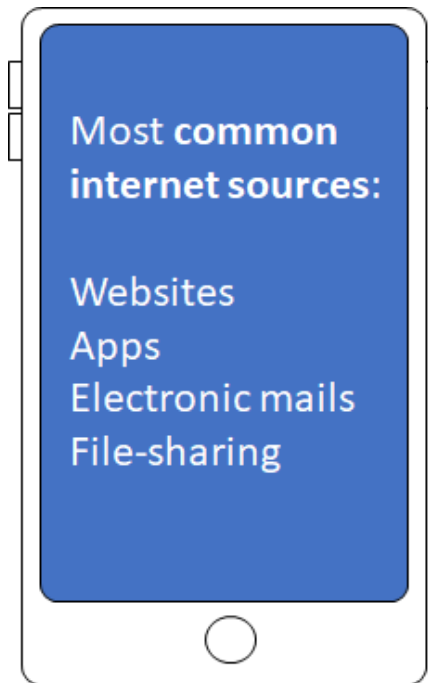 Most common
internet sources:
Websites
Apps
Electronic mails
File-sharing